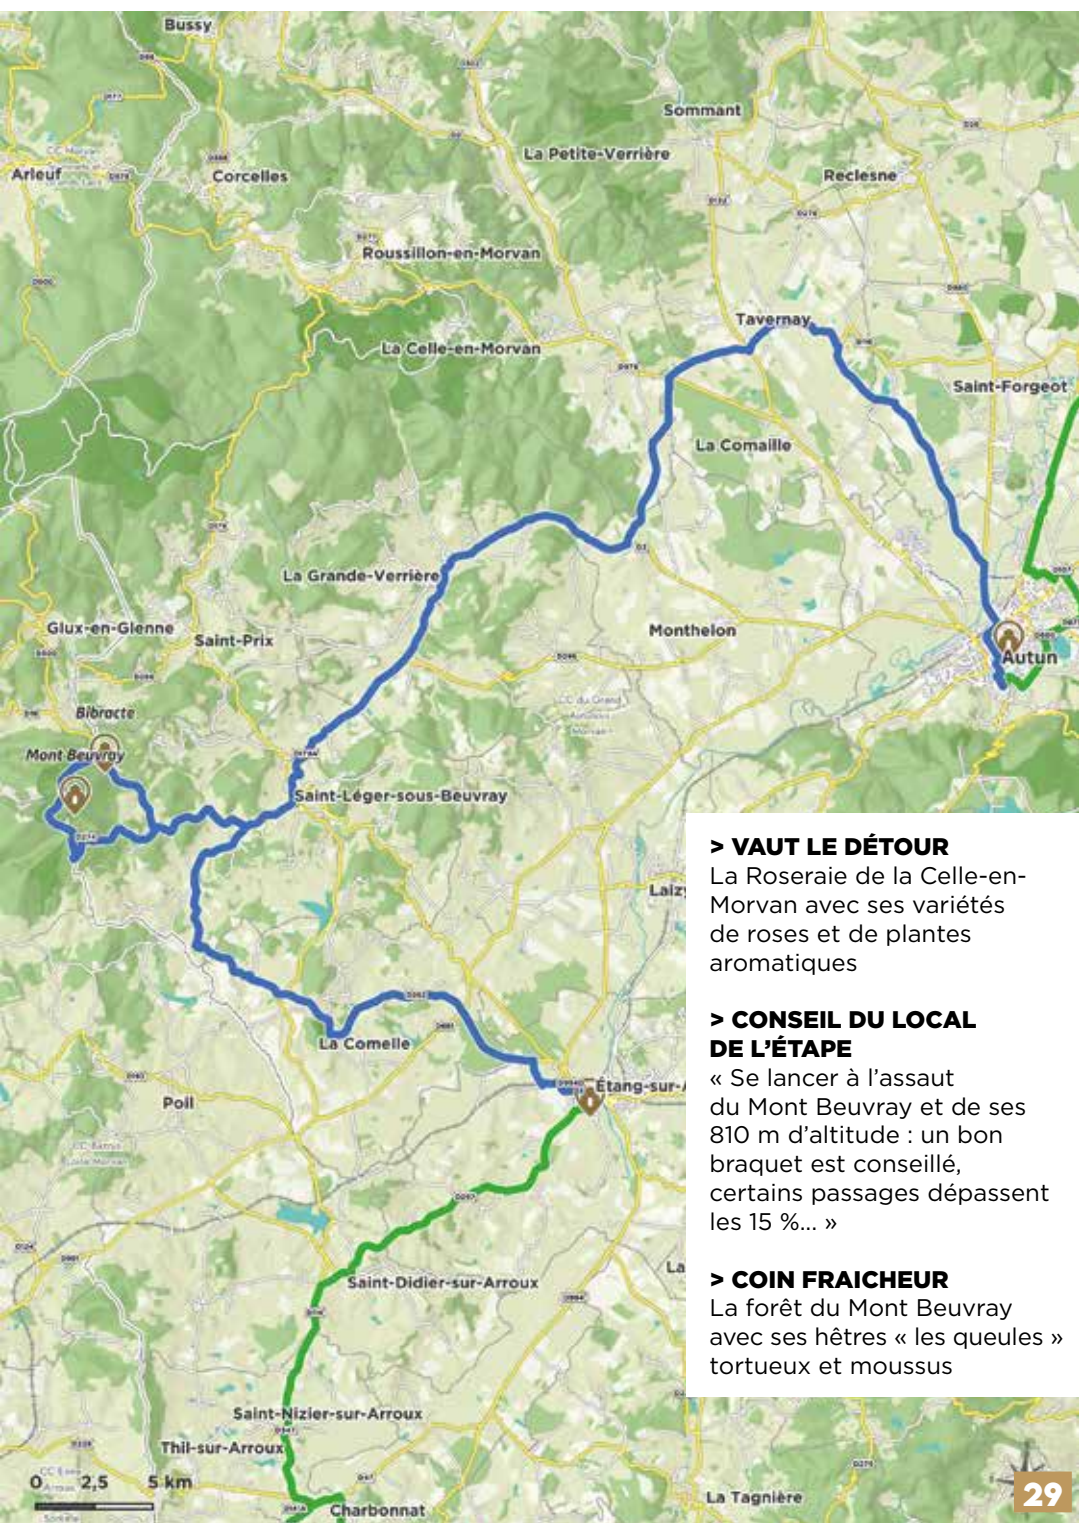 Bussy
Sommant
La Petite-Verrière
Arleuf
Corcelles
Reclesne
Roussillon-en-Morvan
Tavernay
La Celle-en-Morvan
Saint-Forgeot
La Comaille
La Grande-Verrière
Glux-en-Glenne
Saint-Prix
Monthelon
Autun
Bibracte
Mont Beuvray
Saint-Léger-sous-Beuvray
Laizy
La Comelle
Étang-sur-A
Poil
La
Saint-Didier-sur-Arroux
Saint-Nizier-sur-Arroux
Thil-sur-Arroux
Charbonnat
La Tagnière
0 2,5 5 km
> VAUT LE DÉTOUR
La Roseraie de la Celle-en-
Morvan avec ses variétés
de roses et de plantes
aromatiques
> CONSEIL DU LOCAL
DE L’ÉTAPE
« Se lancer à l’assaut
du Mont Beuvray et de ses
810 m d’altitude : un bon
braquet est conseillé,
certains passages dépassent
les 15 %... »
> COIN FRAICHEUR
La forêt du Mont Beuvray
avec ses hêtres « les queules »
tortueux et moussus
29